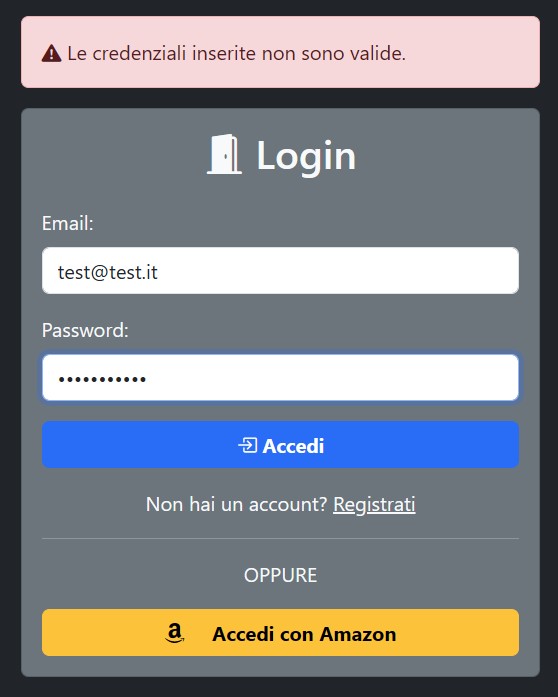 Le credenziali inserite non sono valide.
Login
Email:
test@test.it
Password:
•••••••••••
Accedi
Non hai un account? Registrati
OPPURE
a Accedi con Amazon